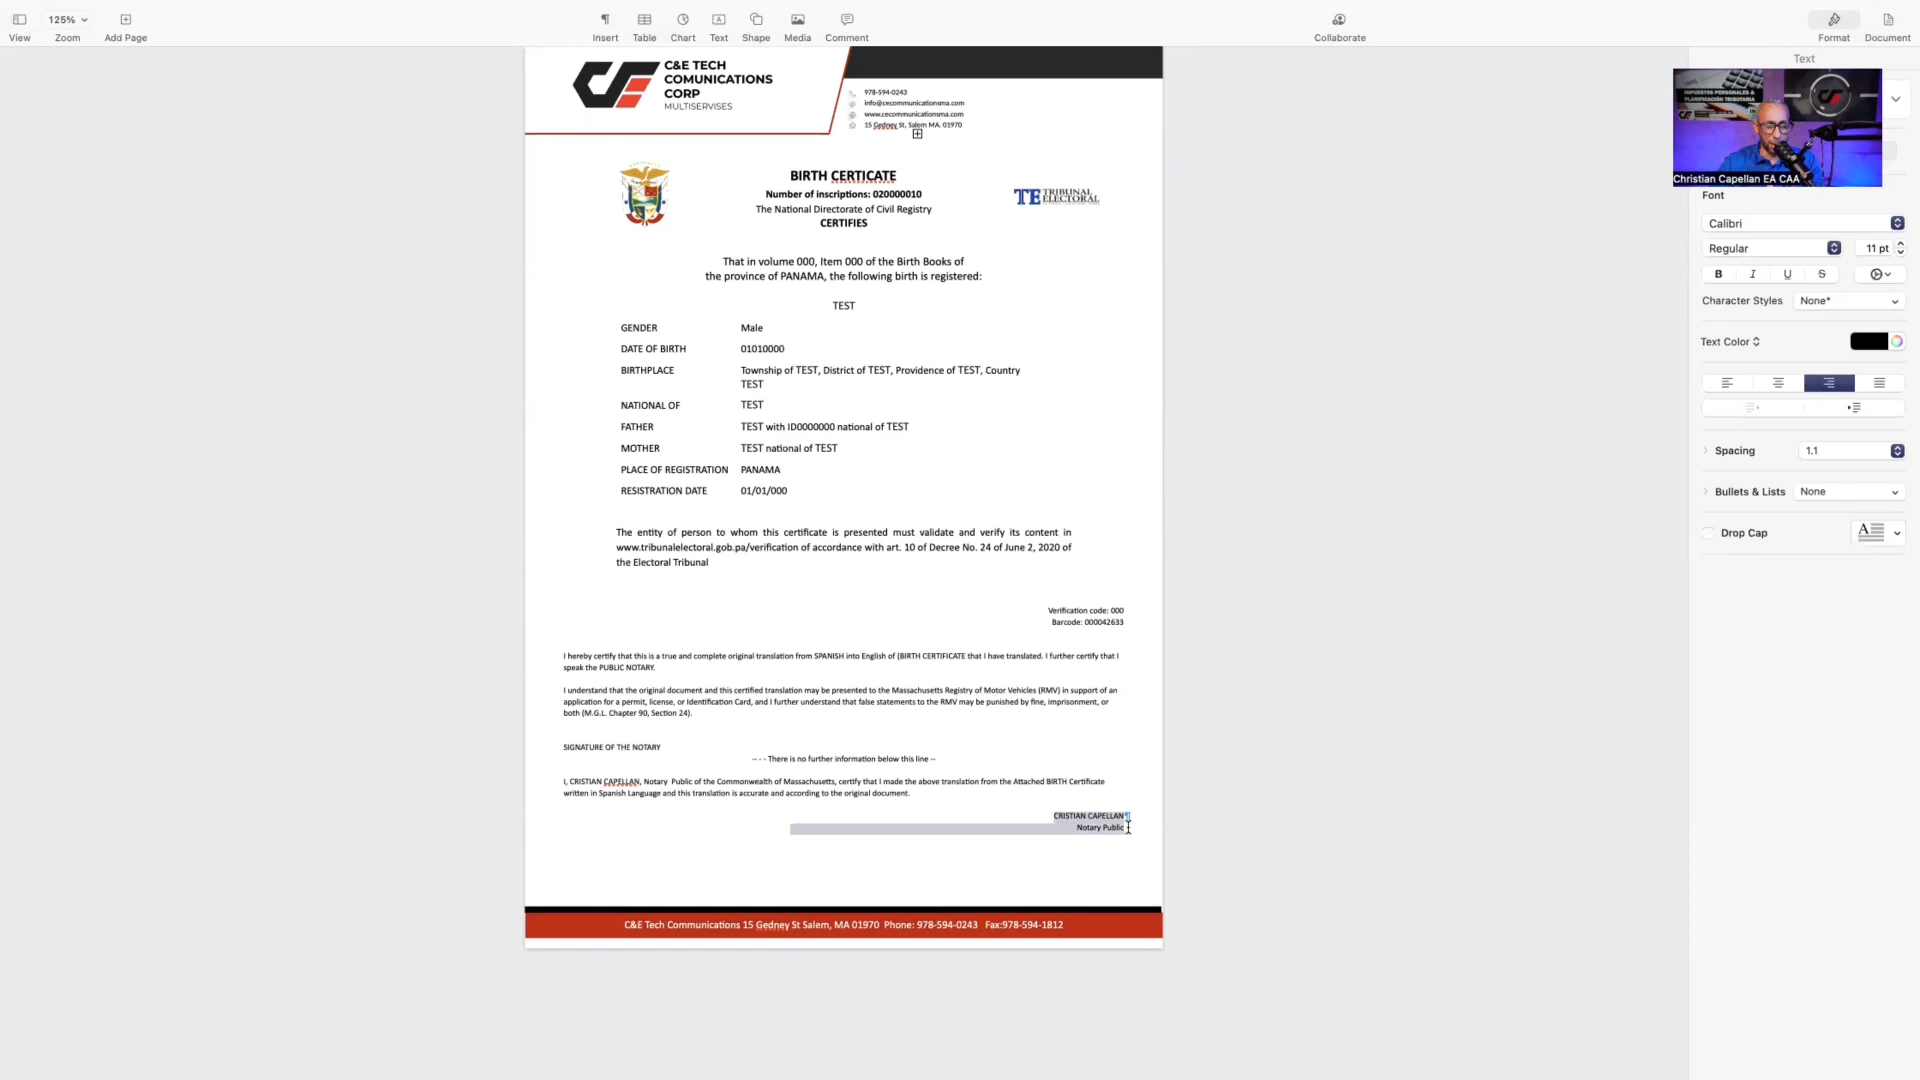 125%
View
Zoom
Add Page
Insert
Table
Chart
Text
Shape
Media
Comment
Collaborate
Format
Document
Text
C&E TECH
COMUNICATIONS
CORP
MULTISERVISES
978-594-0243
info@cecommunicationsma.com
www.cecommunicationsma.com
15 Gedney St, Salem MA. 01970
IMPUESTOS PERSONALES &
PLANIFICACIÓN TRIBUTARIA
Christian Capellan EA CAA
BIRTH CERTICATE
Number of inscriptions: 020000010
The National Directorate of Civil Registry
CERTIFIES
TE TRIBUNAL
ELECTORAL
That in volume 000, Item 000 of the Birth Books of
the province of PANAMA, the following birth is registered:
TEST
GENDER Male
DATE OF BIRTH 01010000
BIRTHPLACE Township of TEST, District of TEST, Providence of TEST, Country
TEST
NATIONAL OF TEST
FATHER TEST with ID0000000 national of TEST
MOTHER TEST national of TEST
PLACE OF REGISTRATION PANAMA
RESISTRATION DATE 01/01/000
The entity of person to whom this certificate is presented must validate and verify its content in
www.tribunalelectoral.gob.pa/verification of accordance with art. 10 of Decree No. 24 of June 2, 2020 of
the Electoral Tribunal
Verification code: 000
Barcode: 000042633
I hereby certify that this is a true and complete original translation from SPANISH into English of (BIRTH CERTIFICATE that I have translated. I further certify that I
speak the PUBLIC NOTARY.
I understand that the original document and this certified translation may be presented to the Massachusetts Registry of Motor Vehicles (RMV) in support of an
application for a permit, license, or Identification Card, and I further understand that false statements to the RMV may be punished by fine, imprisonment, or
both (M.G.L. Chapter 90, Section 24).
SIGNATURE OF THE NOTARY
-- - - There is no further information below this line --
I, CRISTIAN CAPELLAN, Notary Public of the Commonwealth of Massachusetts, certify that I made the above translation from the Attached BIRTH Certificate
written in Spanish Language and this translation is accurate and according to the original document.
CRISTIAN CAPELLAN¶
Notary Public
C&E Tech Communications 15 Gedney St Salem, MA 01970 Phone: 978-594-0243 Fax:978-594-1812
Font
Calibri
Regular
11 pt
B I U S
Character Styles None*
Text Color
Spacing 1.1
Bullets & Lists None
Drop Cap